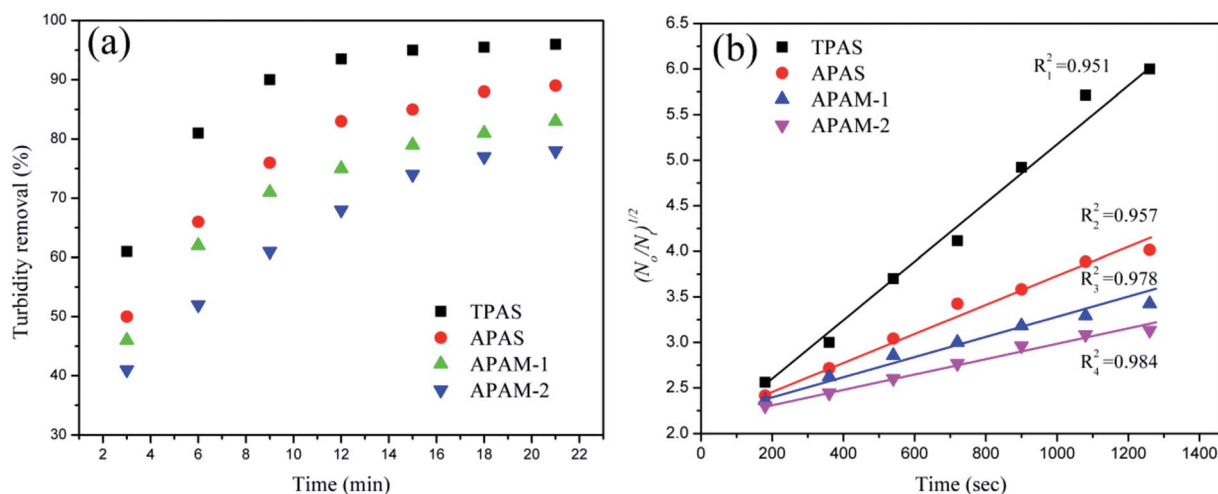 (a)
Turbidity removal (%)
100
90
80
70
60
50
40
30
TPAS
APAS
APAM-1
APAM-2
2 4 6 8 10 12 14 16 18 20 22
Time (min)
(b)
(N₀/Nₜ)^1/2
6.5
6.0
5.5
5.0
4.5
4.0
3.5
3.0
2.5
2.0
TPAS
APAS
APAM-1
APAM-2
R₁²=0.951
R₂²=0.957
R₃²=0.978
R₄²=0.984
200 400 600 800 1000 1200 1400
Time (sec)